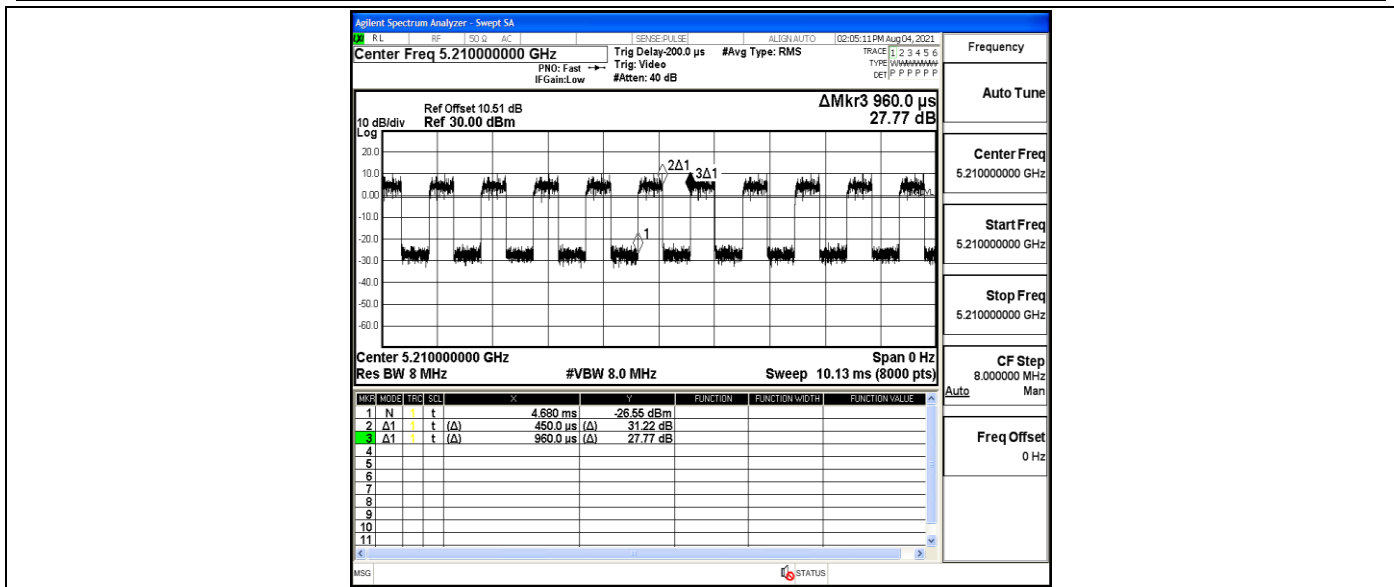 Agilent Spectrum Analyzer - Swept SA
RL RF 50 Ω AC SENSE:PULSE ALIGN AUTO 02:05:11 PM Aug 04, 2021
Center Freq 5.210000000 GHz
PNO: Fast
IFGain:Low
Trig Delay-200.0 µs
Trig: Video
#Atten: 40 dB
#Avg Type: RMS
TRACE 1 2 3 4 5 6
TYPE
DET P P P P P P
ΔMkr3 960.0 µs
27.77 dB
Ref Offset 10.51 dB
10 dB/div Ref 30.00 dBm
Log
20.0
10.0
0.00
-10.0
-20.0
-30.0
-40.0
-50.0
-60.0
2Δ1
3Δ1
1
Center 5.210000000 GHz Span 0 Hz
Res BW 8 MHz #VBW 8.0 MHz Sweep 10.13 ms (8000 pts)
MKR MODE TRC SCL X Y FUNCTION FUNCTION WIDTH FUNCTION VALUE
1 N 1 t 4.680 ms -26.55 dBm
2 Δ1 1 t (Δ) 450.0 µs (Δ) 31.22 dB
3 Δ1 1 t (Δ) 960.0 µs (Δ) 27.77 dB
4
5
6
7
8
9
10
11
MSG STATUS
Frequency
Auto Tune
Center Freq
5.210000000 GHz
Start Freq
5.210000000 GHz
Stop Freq
5.210000000 GHz
CF Step
8.000000 MHz
Auto Man
Freq Offset
0 Hz